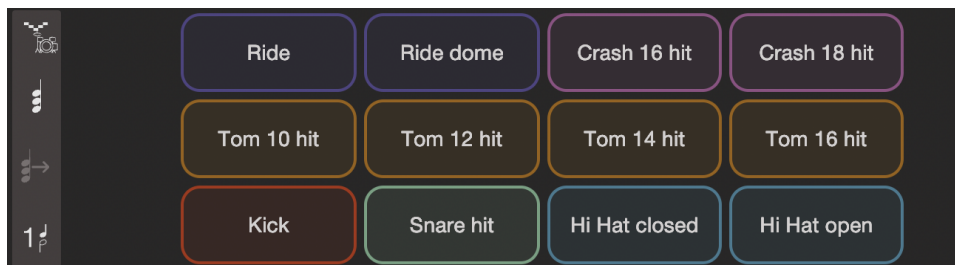 Ride
Ride dome
Crash 16 hit
Crash 18 hit
Tom 10 hit
Tom 12 hit
Tom 14 hit
Tom 16 hit
Kick
Snare hit
Hi Hat closed
Hi Hat open
1